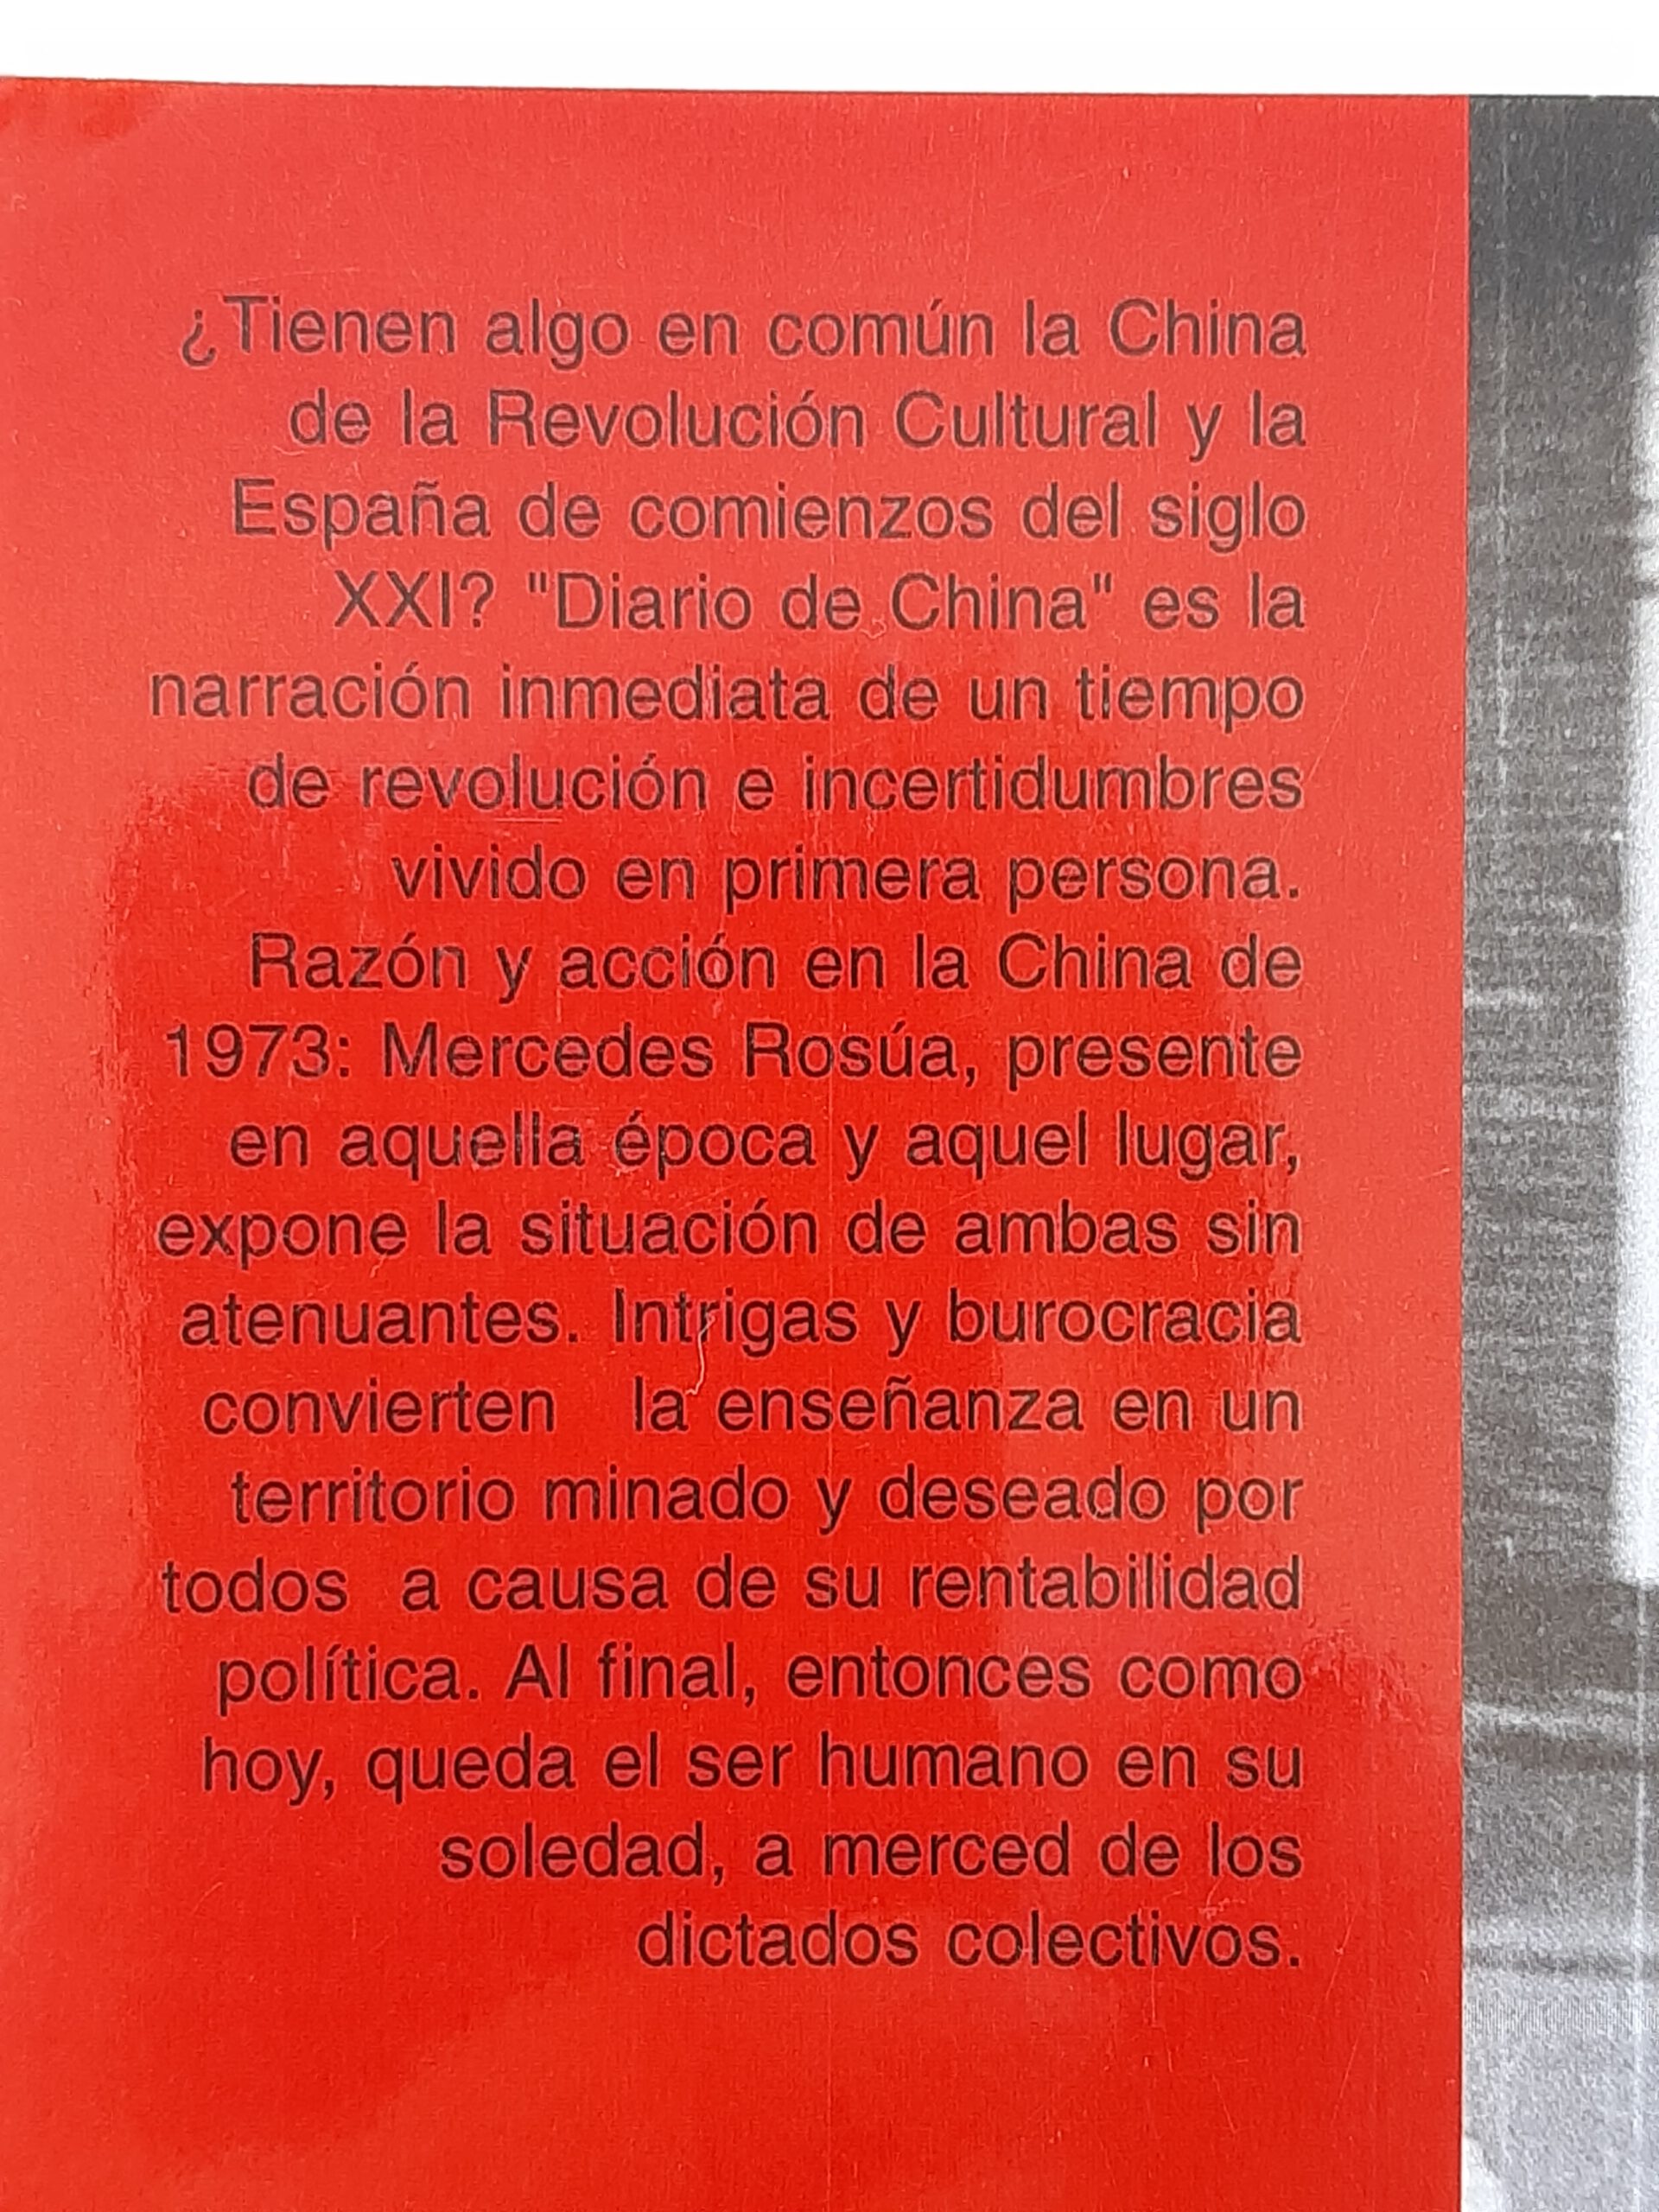 ¿Tienen algo en común la China
de la Revolución Cultural y la
España de comienzos del siglo
XXI? "Diario de China" es la
narración inmediata de un tiempo
de revolución e incertidumbres
vivido en primera persona.
Razón y acción en la China de
1973: Mercedes Rosúa, presente
en aquella época y aquel lugar,
expone la situación de ambas sin
atenuantes. Intrigas y burocracia
convierten la enseñanza en un
territorio minado y deseado por
todos a causa de su rentabilidad
política. Al final, entonces como
hoy, queda el ser humano en su
soledad, a merced de los
dictados colectivos.